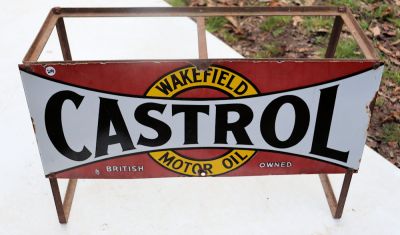 WAKEFIELD
CASTROL
MOTOR OIL
BRITISH OWNED